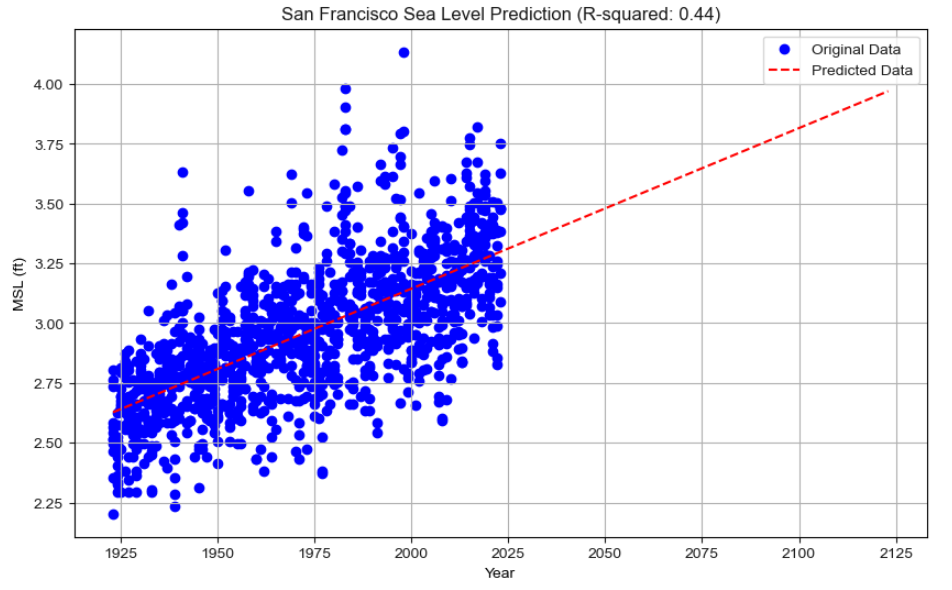 San Francisco Sea Level Prediction (R-squared: 0.44)
Original Data
Predicted Data
MSL (ft)
4.00
3.75
3.50
3.25
3.00
2.75
2.50
2.25
1925 1950 1975 2000 2025 2050 2075 2100 2125
Year